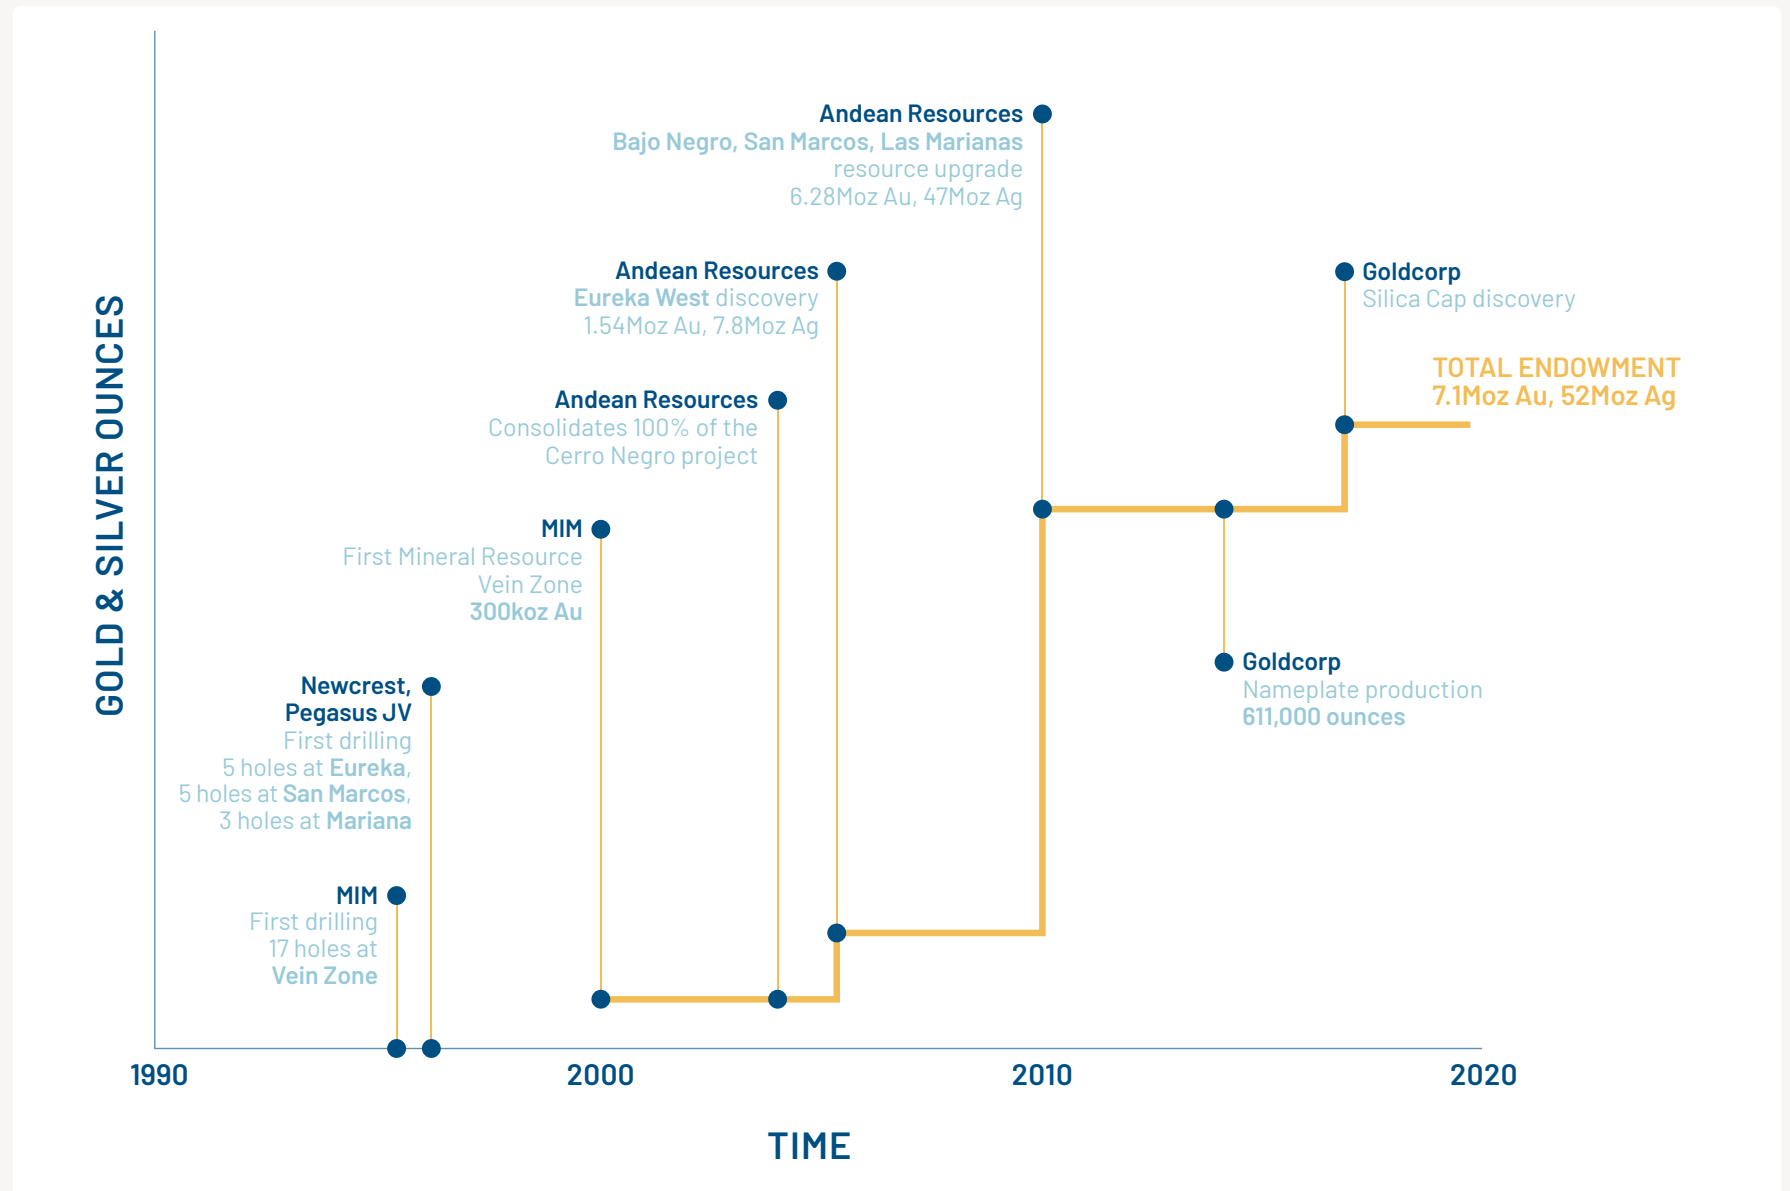 GOLD & SILVER OUNCES
Andean Resources
Bajo Negro, San Marcos, Las Marianas
resource upgrade
6.28Moz Au, 47Moz Ag
Andean Resources
Eureka West discovery
1.54Moz Au, 7.8Moz Ag
Goldcorp
Silica Cap discovery
TOTAL ENDOWMENT
7.1Moz Au, 52Moz Ag
Andean Resources
Consolidates 100% of the
Cerro Negro project
MIM
First Mineral Resource
Vein Zone
300koz Au
Goldcorp
Nameplate production
611,000 ounces
Newcrest,
Pegasus JV
First drilling
5 holes at Eureka,
5 holes at San Marcos,
3 holes at Mariana
MIM
First drilling
17 holes at
Vein Zone
1990 2000 2010 2020
TIME